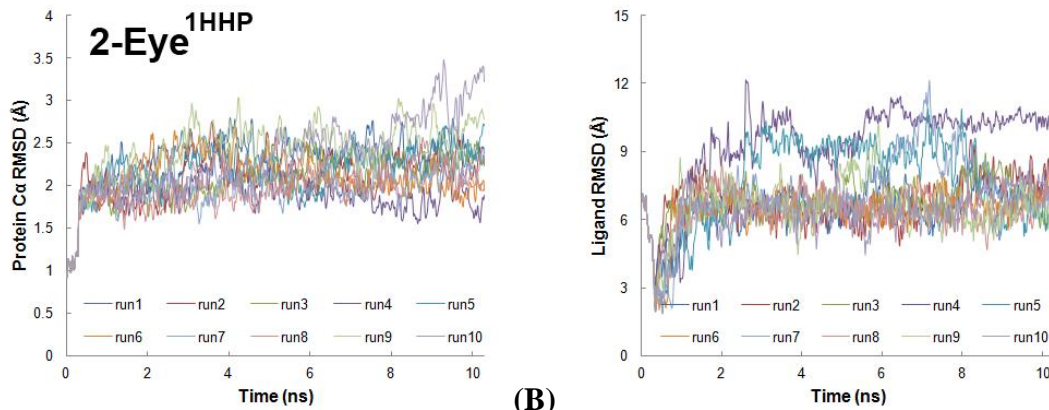 2-Eye1HHP
Protein Cα RMSD (Å)
4
3.5
3
2.5
2
1.5
1
0.5
0
run1 run2 run3 run4 run5
run6 run7 run8 run9 run10
0 2 4 6 8 10
Time (ns)
(B)
Ligand RMSD (Å)
15
12
9
6
3
0
run1 run2 run3 run4 run5
run6 run7 run8 run9 run10
0 2 4 6 8 10
Time (ns)